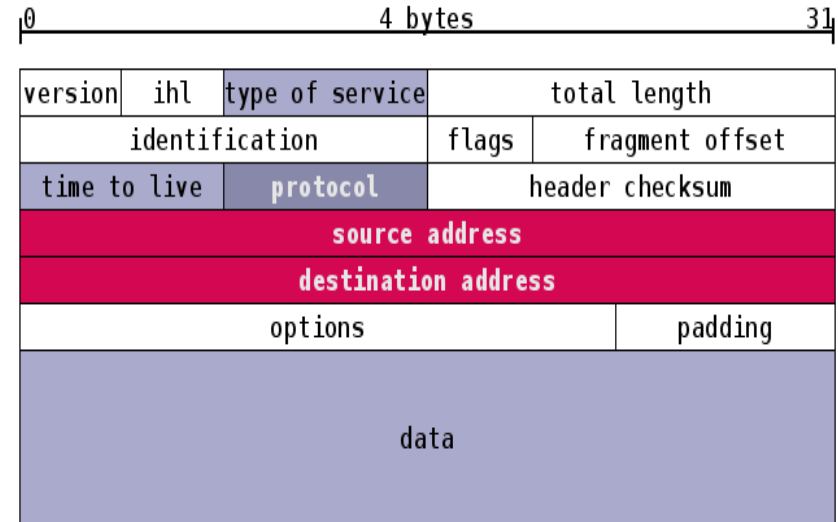 0 4 bytes 31
version ihl type of service total length
identification flags fragment offset
time to live protocol header checksum
source address
destination address
options padding
data